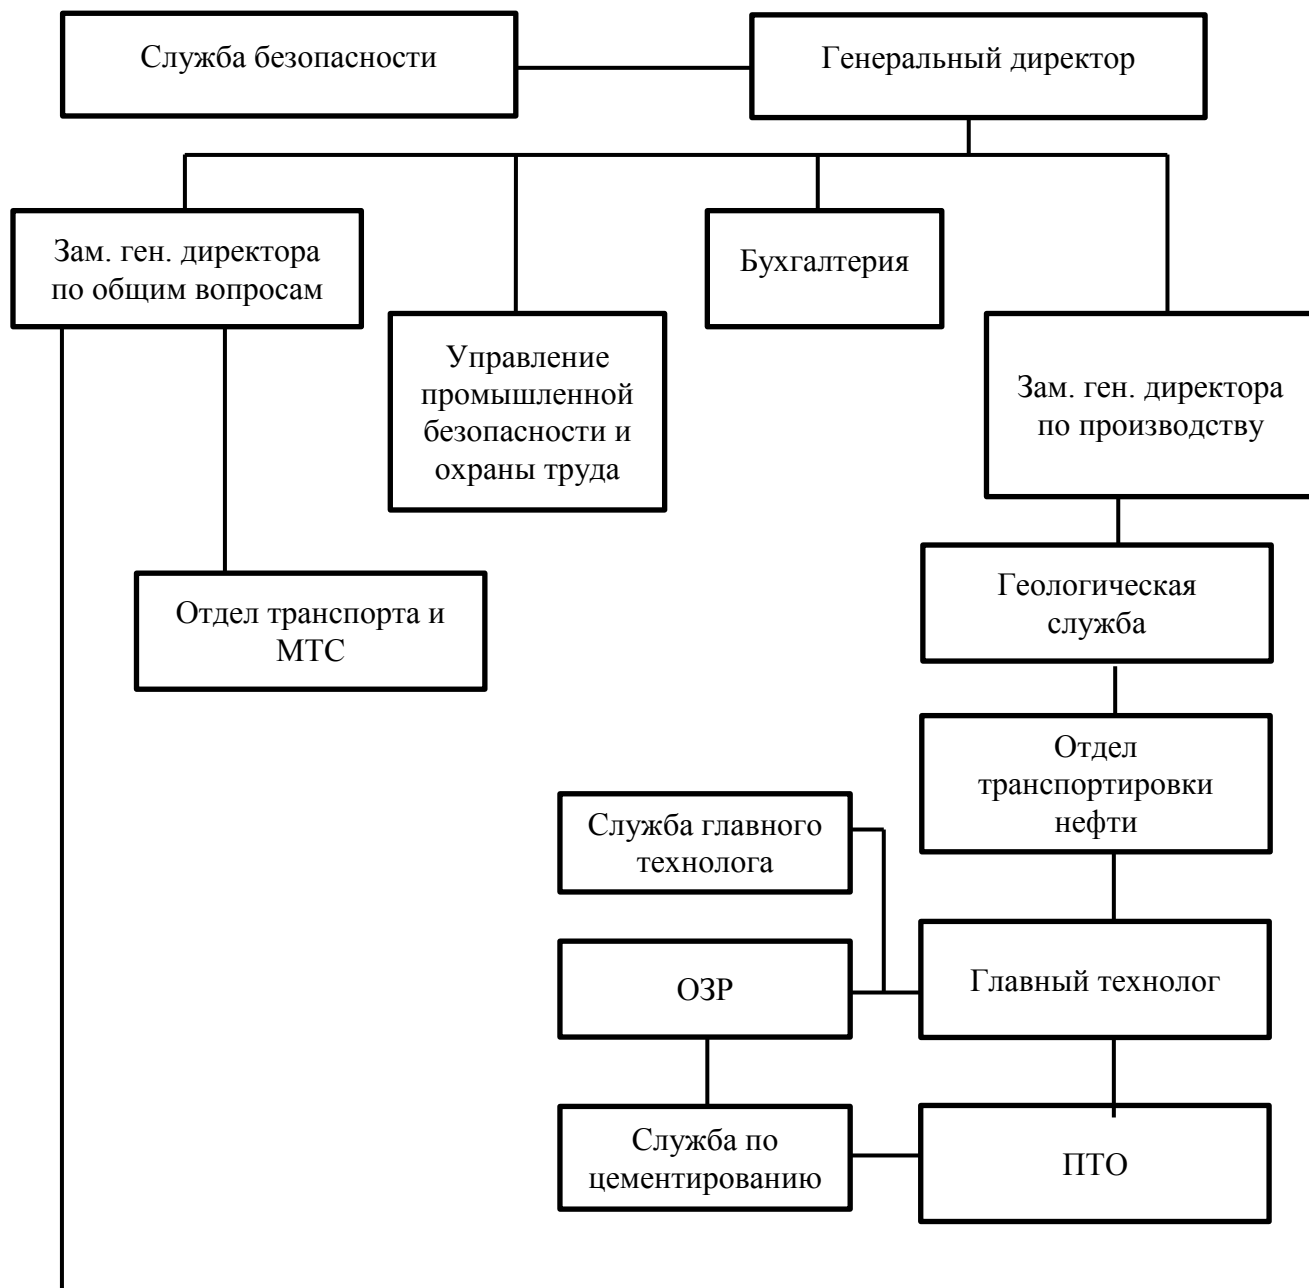 Служба безопасности
Генеральный директор
Зам. ген. директора
по общим вопросам
Бухгалтерия
Управление
промышленной
безопасности и
охраны труда
Зам. ген. директора
по производству
Отдел транспорта и
МТС
Геологическая
служба
Отдел
транспортировки
нефти
Служба главного
технолога
ОЗР
Главный технолог
Служба по
цементированию
ПТО